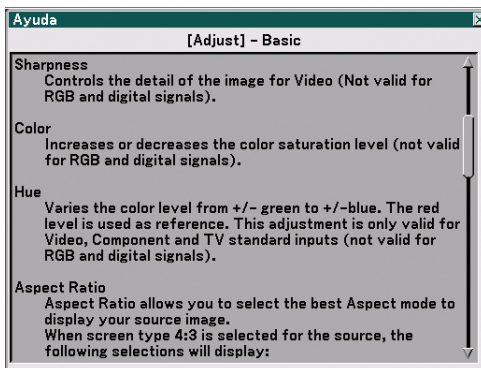 Ayuda
[Adjust] - Basic
Sharpness
Controls the detail of the image for Video (Not valid for
RGB and digital signals).
Color
Increases or decreases the color saturation level (not valid
for RGB and digital signals).
Hue
Varies the color level from +/- green to +/-blue. The red
level is used as reference. This adjustment is only valid for
Video, Component and TV standard inputs (not valid for
RGB and digital signals).
Aspect Ratio
Aspect Ratio allows you to select the best Aspect mode to
display your source image.
When screen type 4:3 is selected for the source, the
following selections will display: